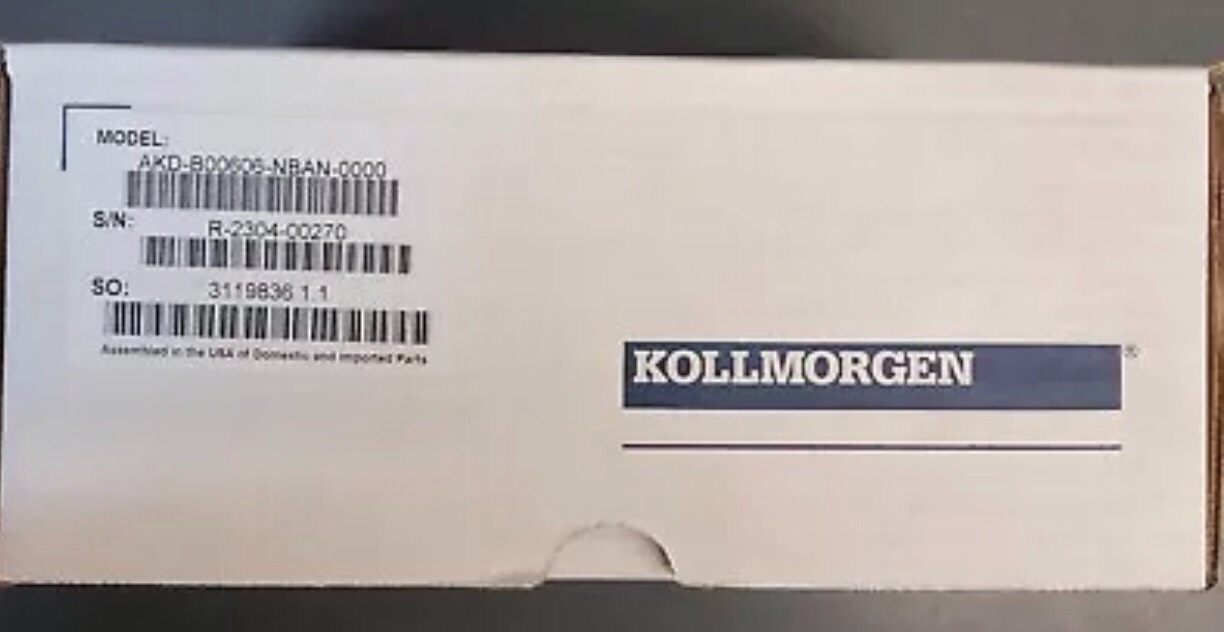 MODEL:
AKD-B00606-NBAN-0000
S/N:
R-2304-00270
SO:
3119836 1.1
Assembled in the USA of Domestic and Imported Parts
KOLLMORGEN®